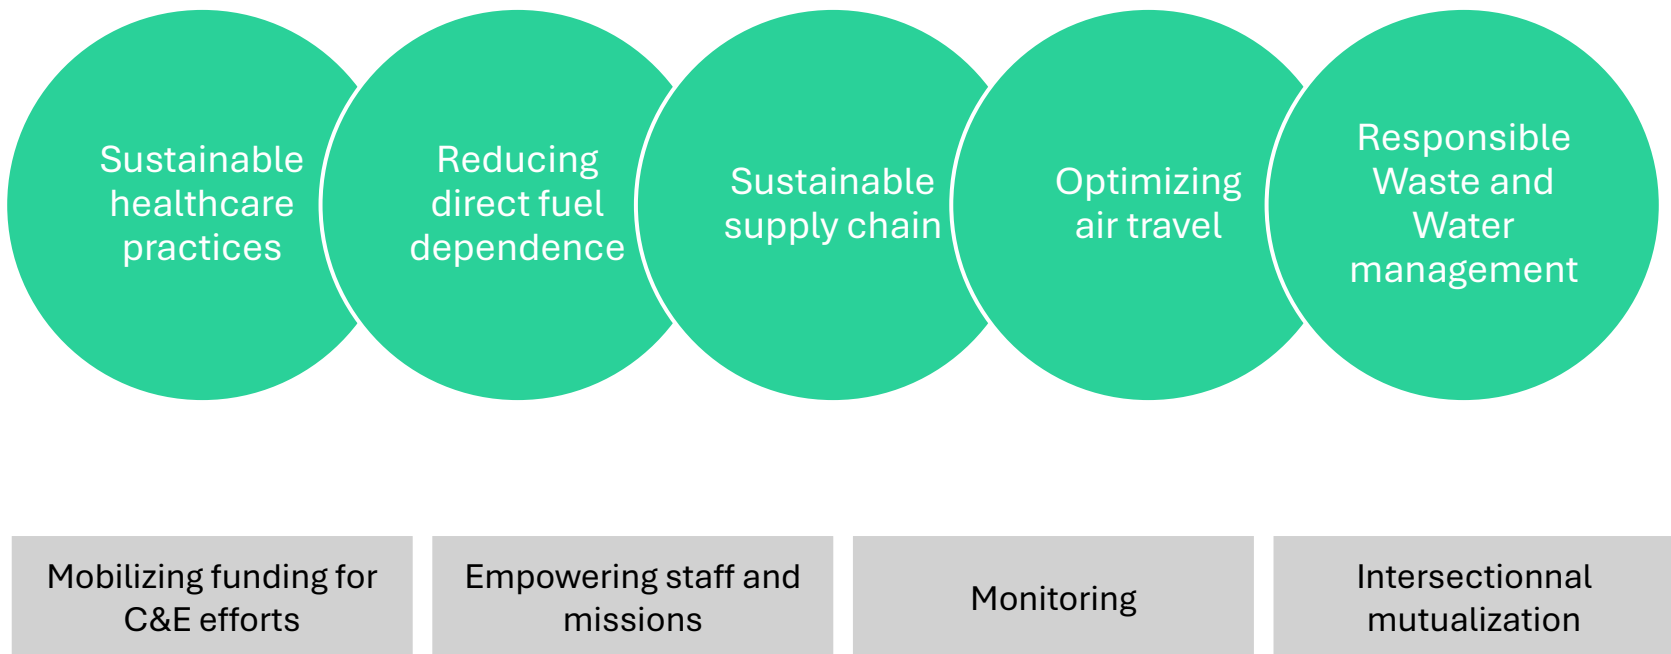 Sustainable
healthcare
practices
Reducing
direct fuel
dependence
Sustainable
supply chain
Optimizing
air travel
Responsible
Waste and
Water
management
Mobilizing funding for
C&E efforts
Empowering staff and
missions
Monitoring
Intersectionnal
mutualization